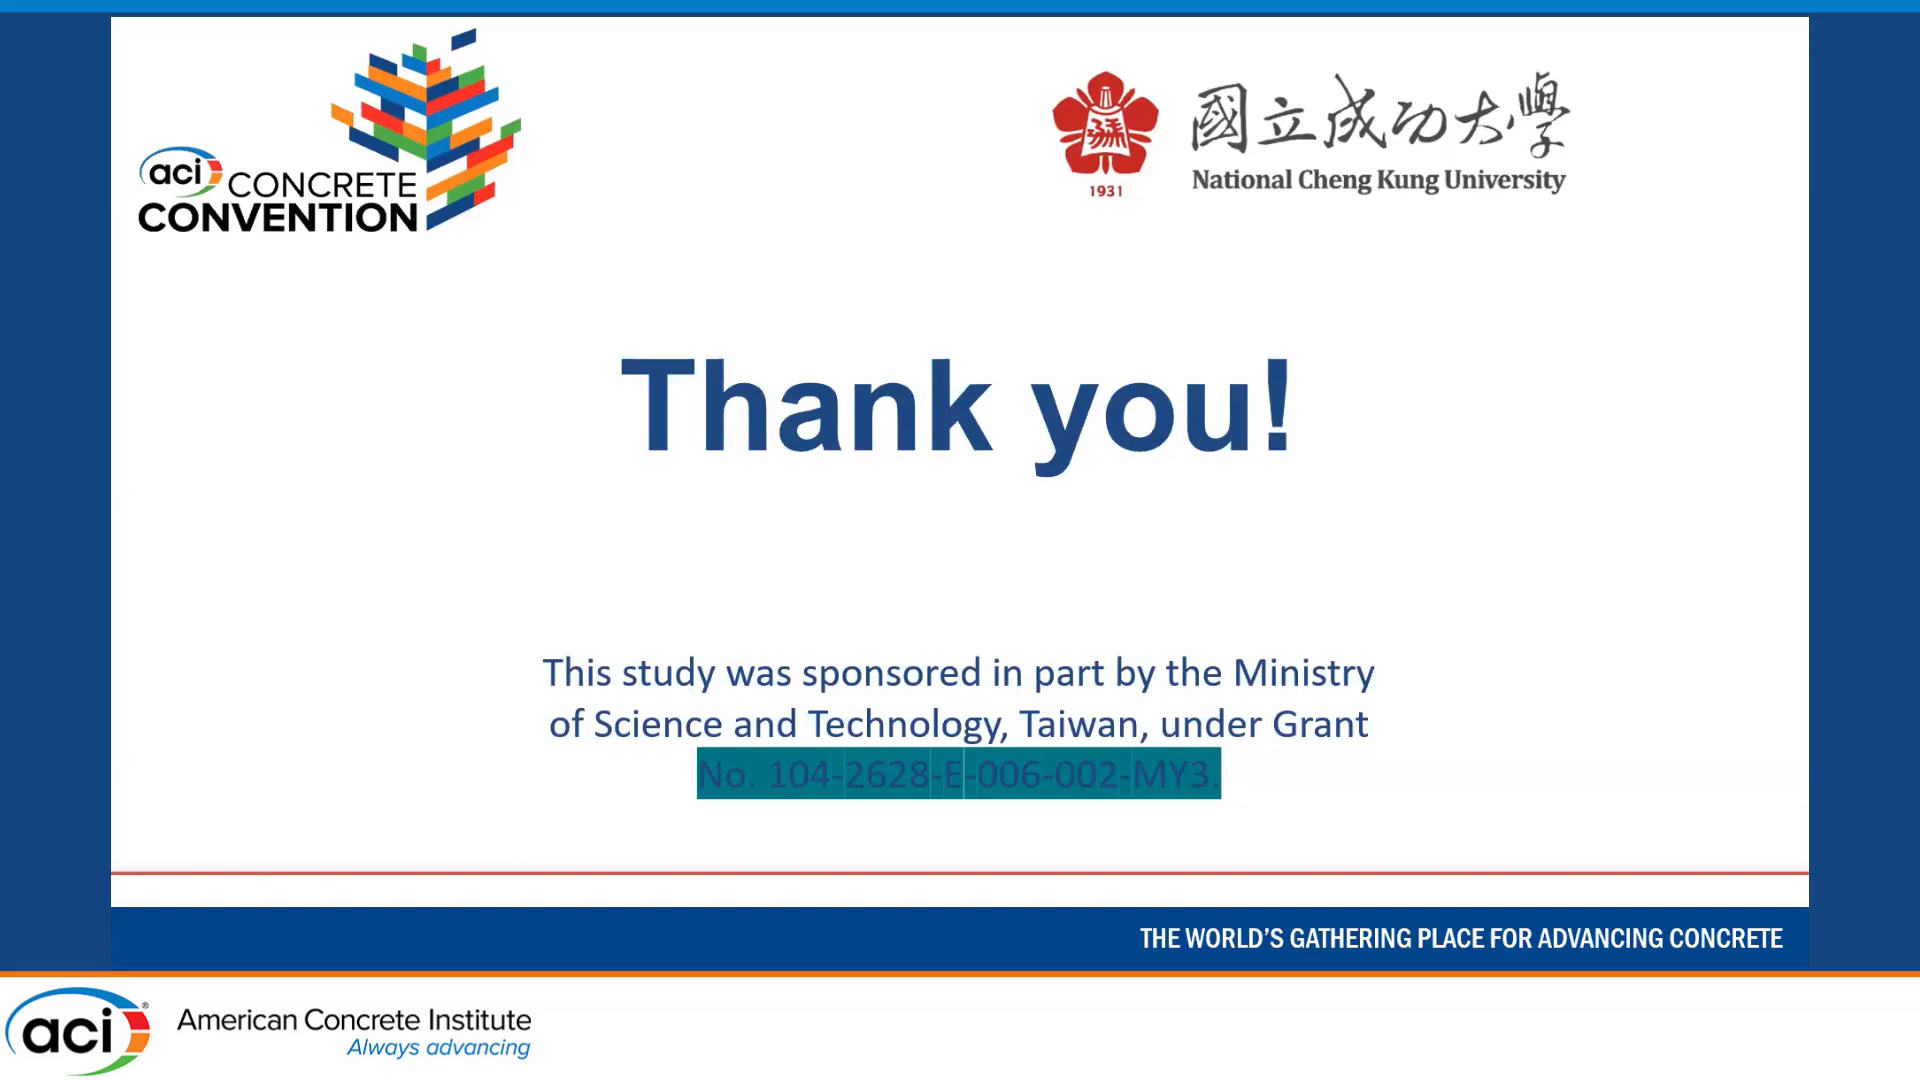 aci CONCRETE
CONVENTION
1931
國立成功大學
National Cheng Kung University
Thank you!
This study was sponsored in part by the Ministry
of Science and Technology, Taiwan, under Grant
No. 104-2628-E-006-002-MY3.
THE WORLD’S GATHERING PLACE FOR ADVANCING CONCRETE
aci®
American Concrete Institute
Always advancing